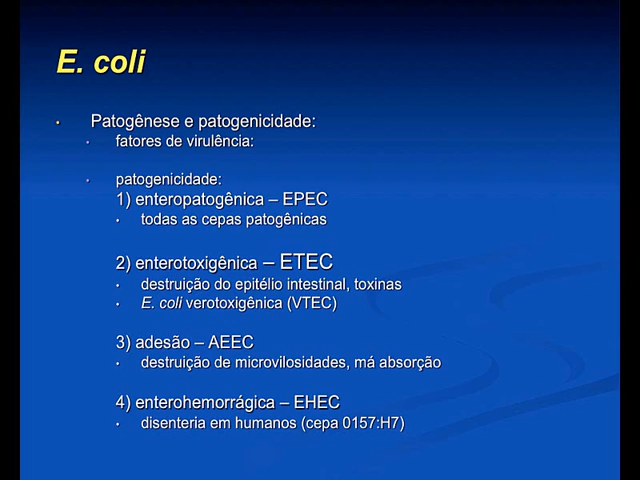 E. coli
• Patogênese e patogenicidade:
• fatores de virulência:
• patogenicidade:
1) enteropatogênica – EPEC
• todas as cepas patogênicas
2) enterotoxigênica – ETEC
• destruição do epitélio intestinal, toxinas
• E. coli verotoxigênica (VTEC)
3) adesão – AEEC
• destruição de microvilosidades, má absorção
4) enterohemorrágica – EHEC
• disenteria em humanos (cepa 0157:H7)